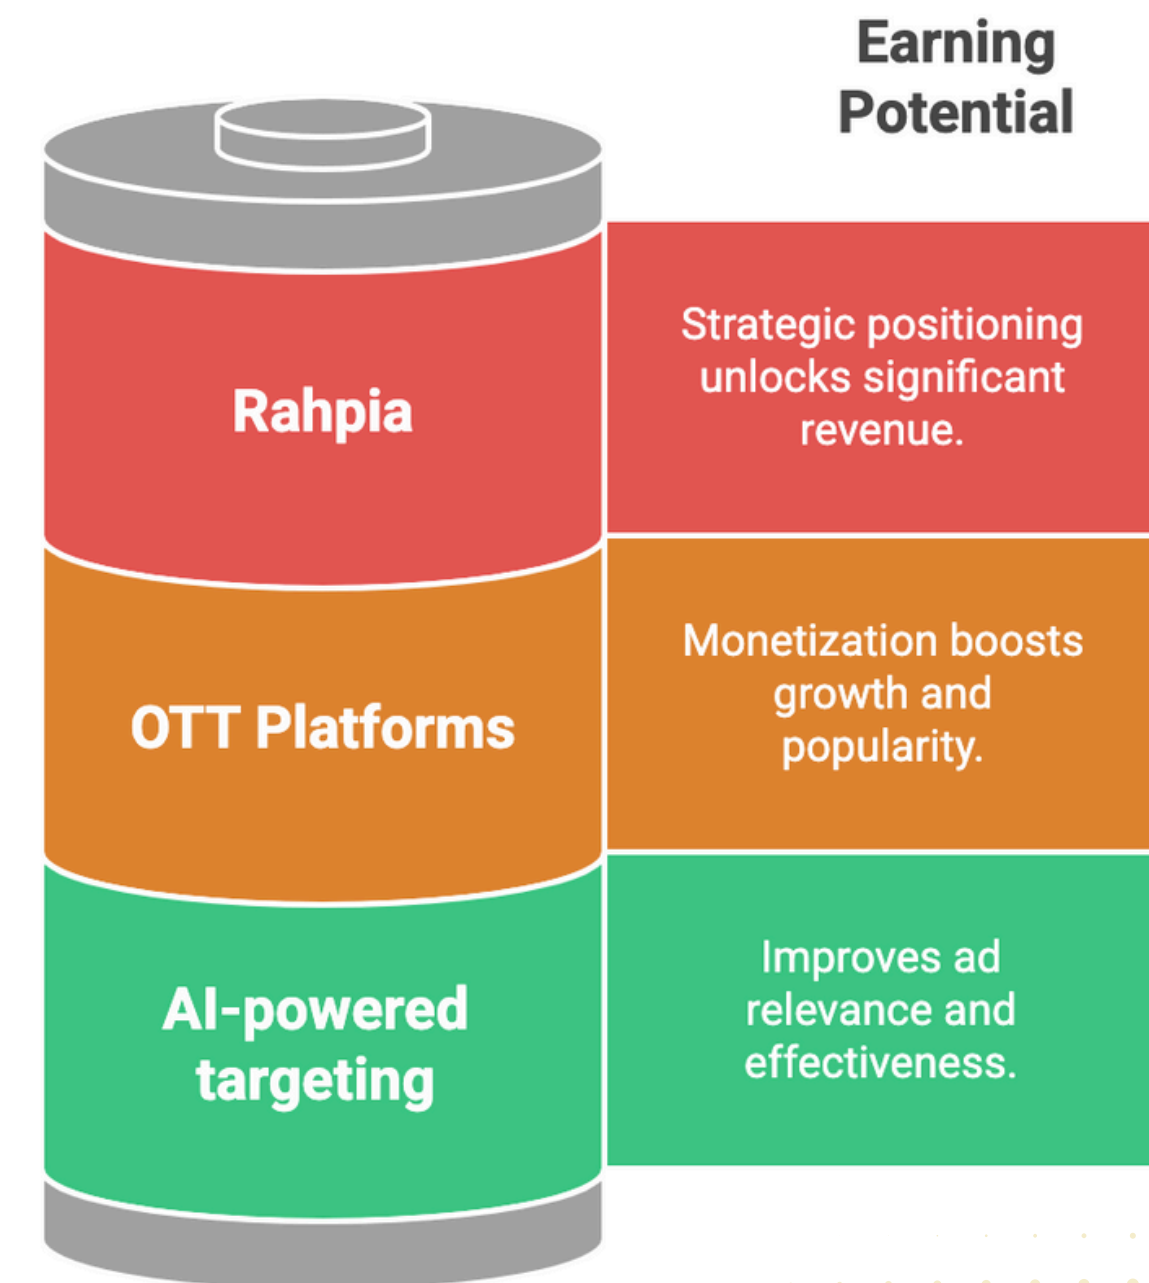 Earning
Potential
Rahpia
Strategic positioning
unlocks significant
revenue.
OTT Platforms
Monetization boosts
growth and
popularity.
AI-powered
targeting
Improves ad
relevance and
effectiveness.